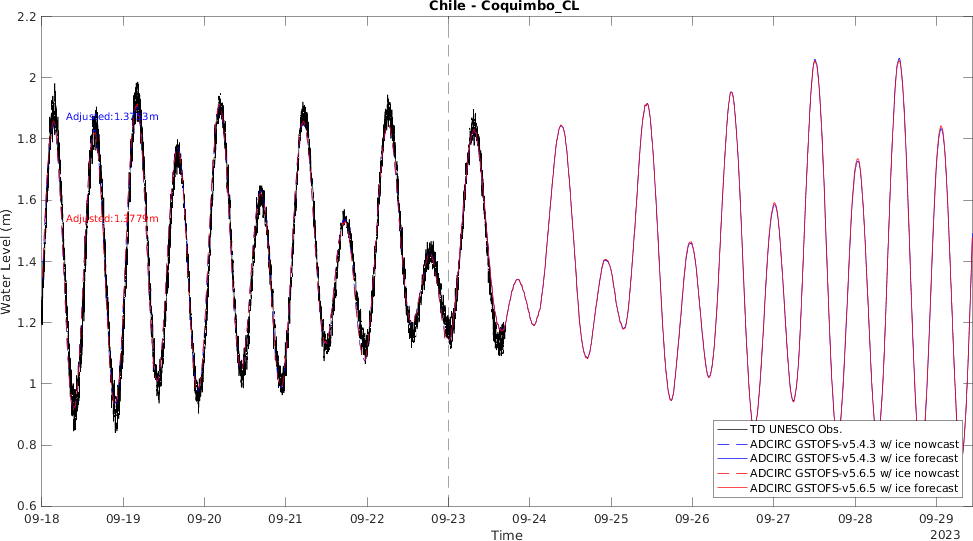 Chile - Coquimbo_CL
2.2
2
1.8
1.6
1.4
1.2
1
0.8
0.6
Water Level (m)
Adjusted:1.3773m
Adjusted:1.3779m
TD UNESCO Obs.
ADCIRC GSTOFS-v5.4.3 w/ ice nowcast
ADCIRC GSTOFS-v5.4.3 w/ ice forecast
ADCIRC GSTOFS-v5.6.5 w/ ice nowcast
ADCIRC GSTOFS-v5.6.5 w/ ice forecast
09-18 09-19 09-20 09-21 09-22 09-23 09-24 09-25 09-26 09-27 09-28 09-29
Time
2023